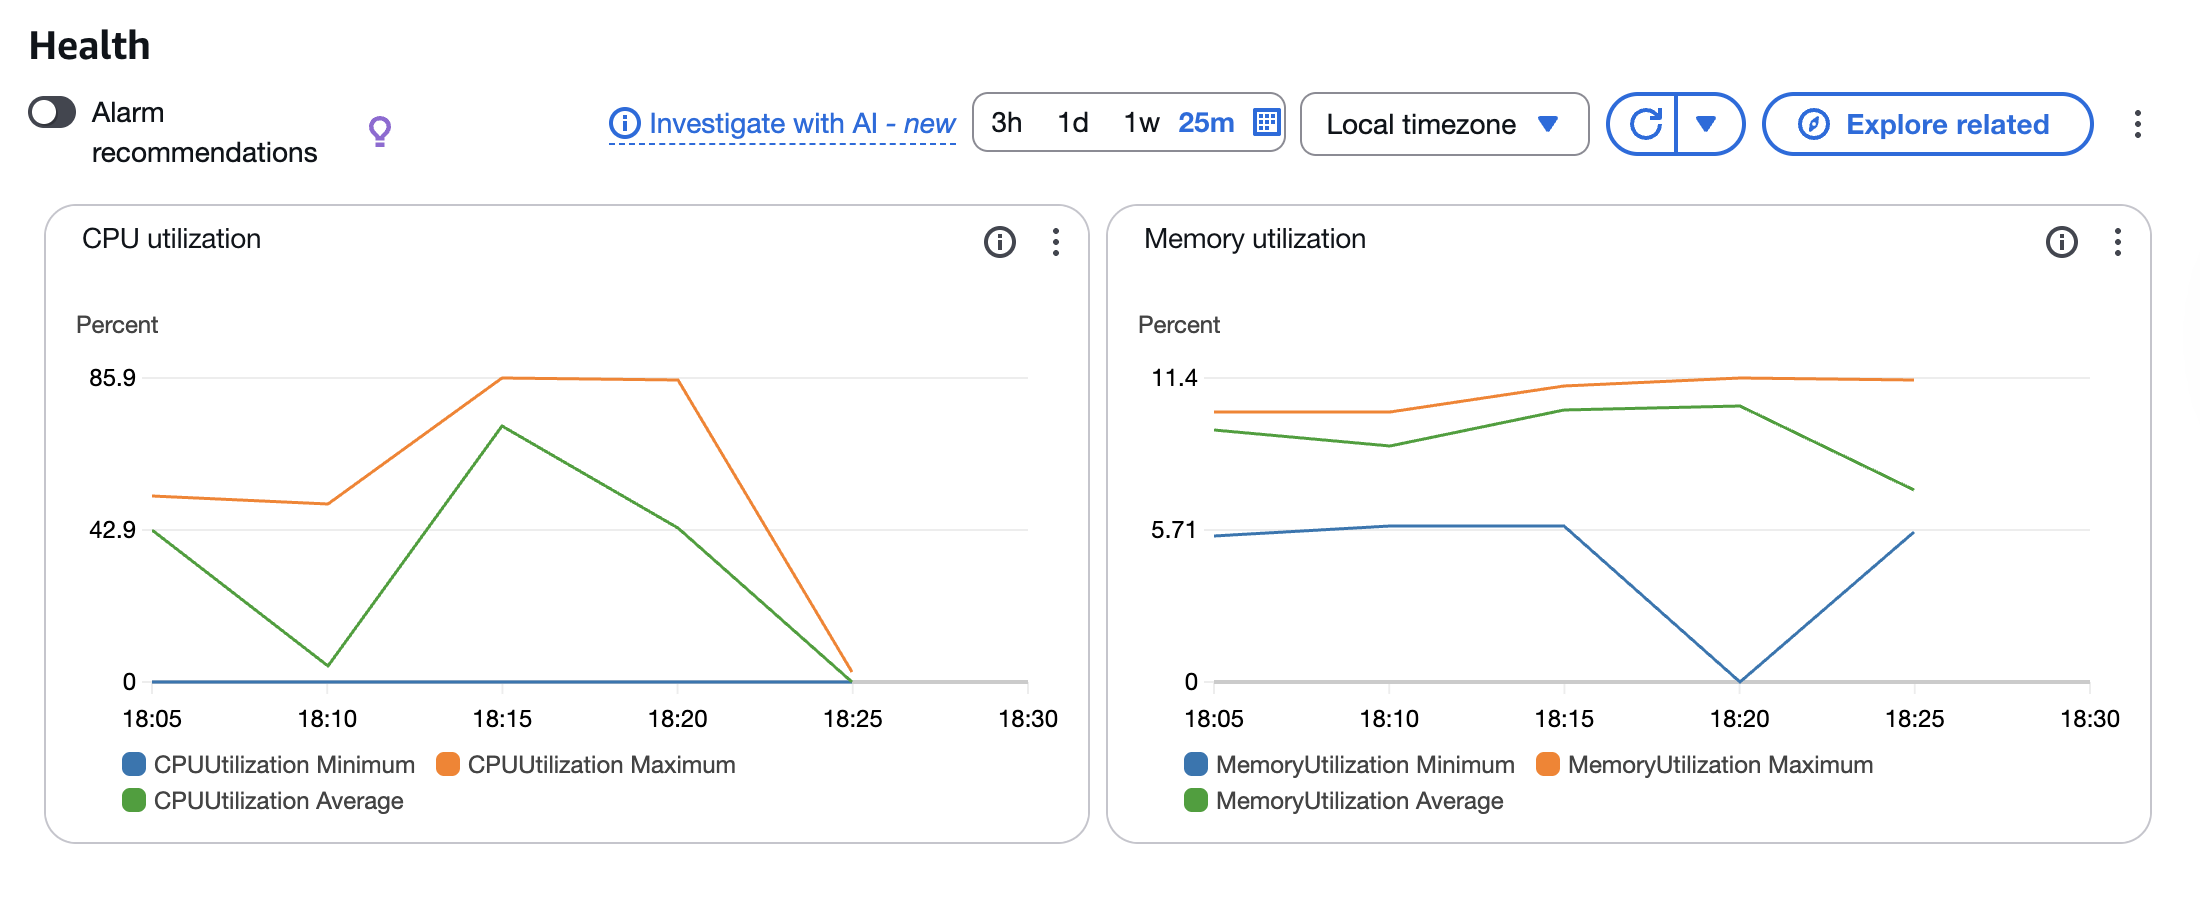 Health
Alarm
recommendations
Investigate with AI - new
3h 1d 1w 25m
Local timezone
Explore related
CPU utilization
Percent
85.9
42.9
0
18:05 18:10 18:15 18:20 18:25 18:30
CPUUtilization Minimum CPUUtilization Maximum
CPUUtilization Average
Memory utilization
Percent
11.4
5.71
0
18:05 18:10 18:15 18:20 18:25 18:30
MemoryUtilization Minimum MemoryUtilization Maximum
MemoryUtilization Average